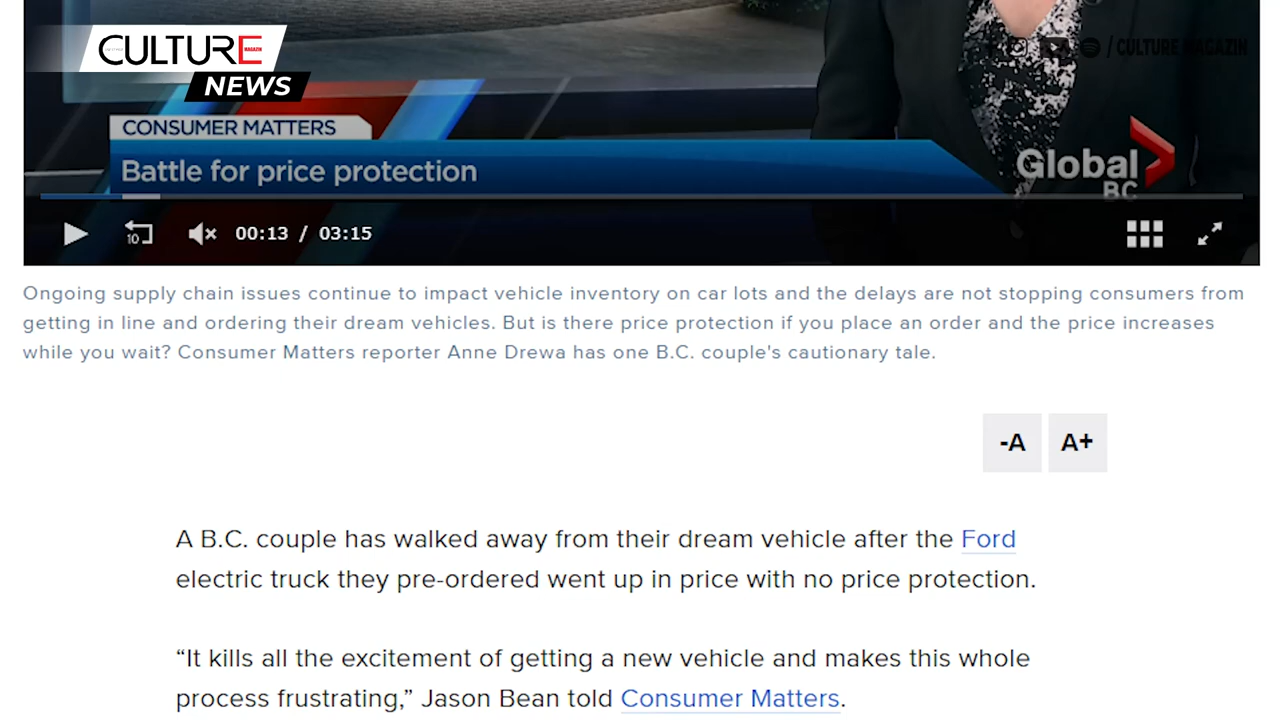 CULTURE
MAGAZIN
NEWS
/ CULTURE MAGAZIN
CONSUMER MATTERS
Battle for price protection
Global
BC
10
00:13 / 03:15
Ongoing supply chain issues continue to impact vehicle inventory on car lots and the delays are not stopping consumers from
getting in line and ordering their dream vehicles. But is there price protection if you place an order and the price increases
while you wait? Consumer Matters reporter Anne Drewa has one B.C. couple's cautionary tale.
-A A+
A B.C. couple has walked away from their dream vehicle after the Ford
electric truck they pre-ordered went up in price with no price protection.
“It kills all the excitement of getting a new vehicle and makes this whole
process frustrating,” Jason Bean told Consumer Matters.